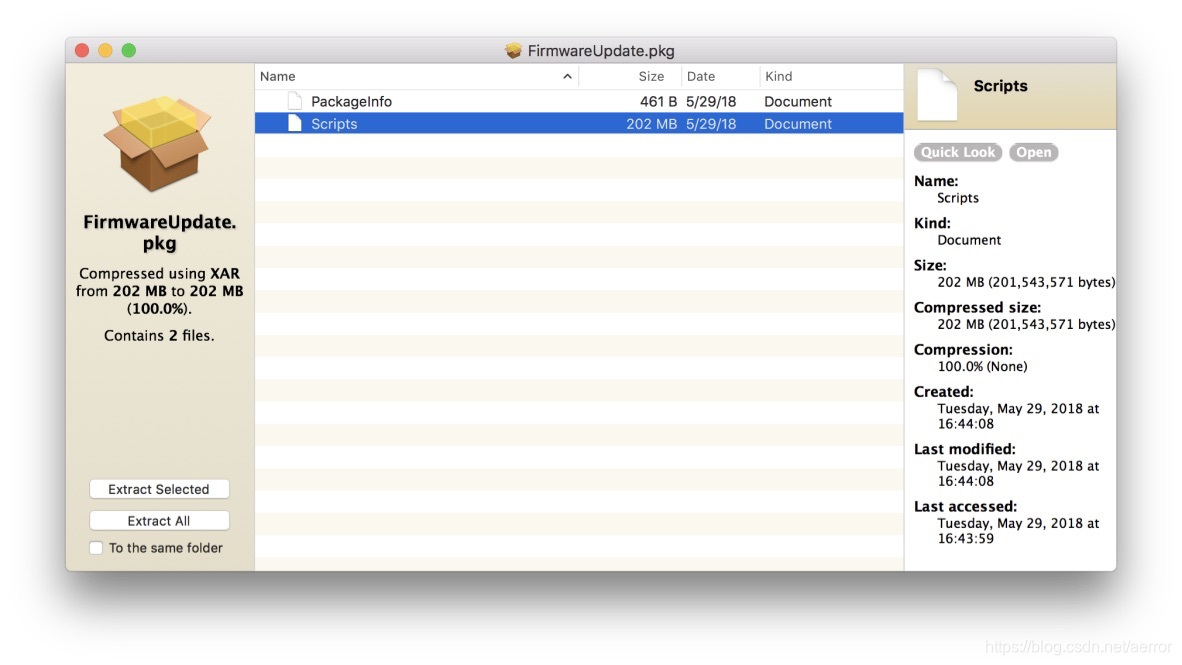 FirmwareUpdate.pkg
Name Size Date Kind
PackageInfo 461 B 5/29/18 Document
Scripts 202 MB 5/29/18 Document
FirmwareUpdate.
pkg
Compressed using XAR
from 202 MB to 202 MB
(100.0%).
Contains 2 files.
Extract Selected
Extract All
To the same folder
Scripts
Quick Look Open
Name:
Scripts
Kind:
Document
Size:
202 MB (201,543,571 bytes)
Compressed size:
202 MB (201,543,571 bytes)
Compression:
100.0% (None)
Created:
Tuesday, May 29, 2018 at
16:44:08
Last modified:
Tuesday, May 29, 2018 at
16:44:08
Last accessed:
Tuesday, May 29, 2018 at
16:43:59
https://blog.csdn.net/aerror